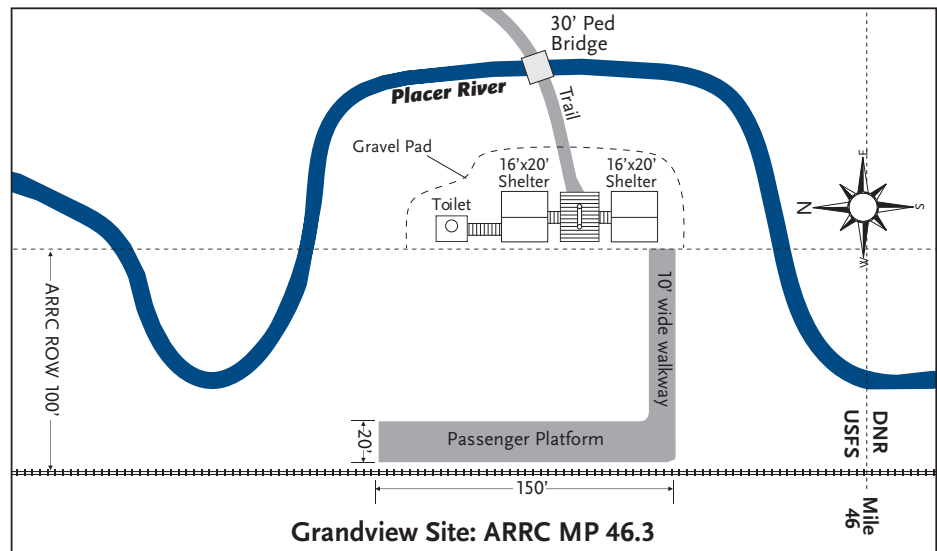 30' Ped
Bridge
Placer River
Trail
Gravel Pad
16'x20'
Shelter
16'x20'
Shelter
Toilet
E
N
S
W
ARRC ROW 100'
10' wide walkway
20'
Passenger Platform
DNR
USFS
150'
Mile
46
Grandview Site: ARRC MP 46.3